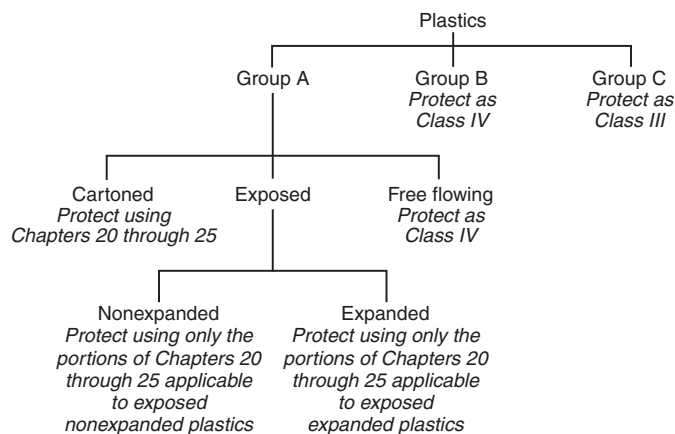 Plastics
Group A
Group B
Protect as
Class IV
Group C
Protect as
Class III
Cartoned
Protect using
Chapters 20 through 25
Exposed
Free flowing
Protect as
Class IV
Nonexpanded
Protect using only the
portions of Chapters 20
through 25 applicable
to exposed
nonexpanded plastics
Expanded
Protect using only the
portions of Chapters 20
through 25 applicable
to exposed
expanded plastics